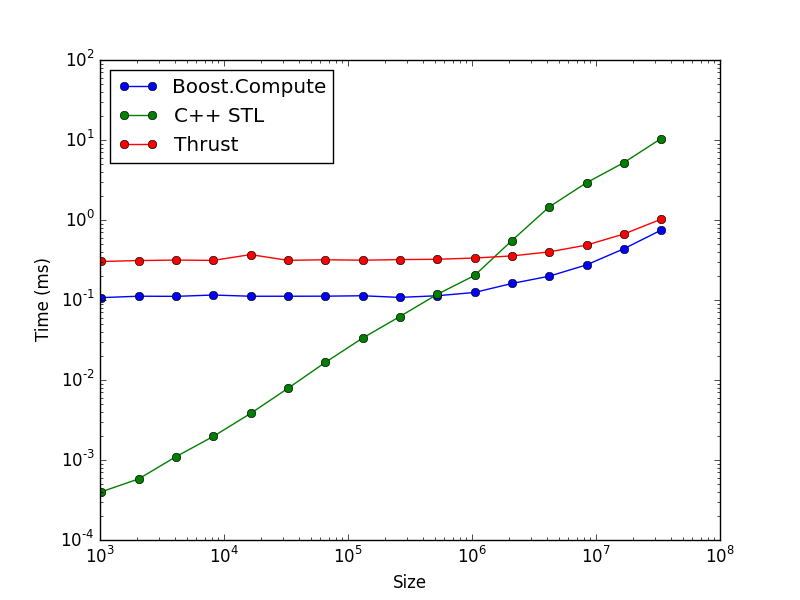 10²
10¹
10⁰
10⁻¹
10⁻²
10⁻³
10⁻⁴
Time (ms)
Boost.Compute
C++ STL
Thrust
10³ 10⁴ 10⁵ 10⁶ 10⁷ 10⁸
Size